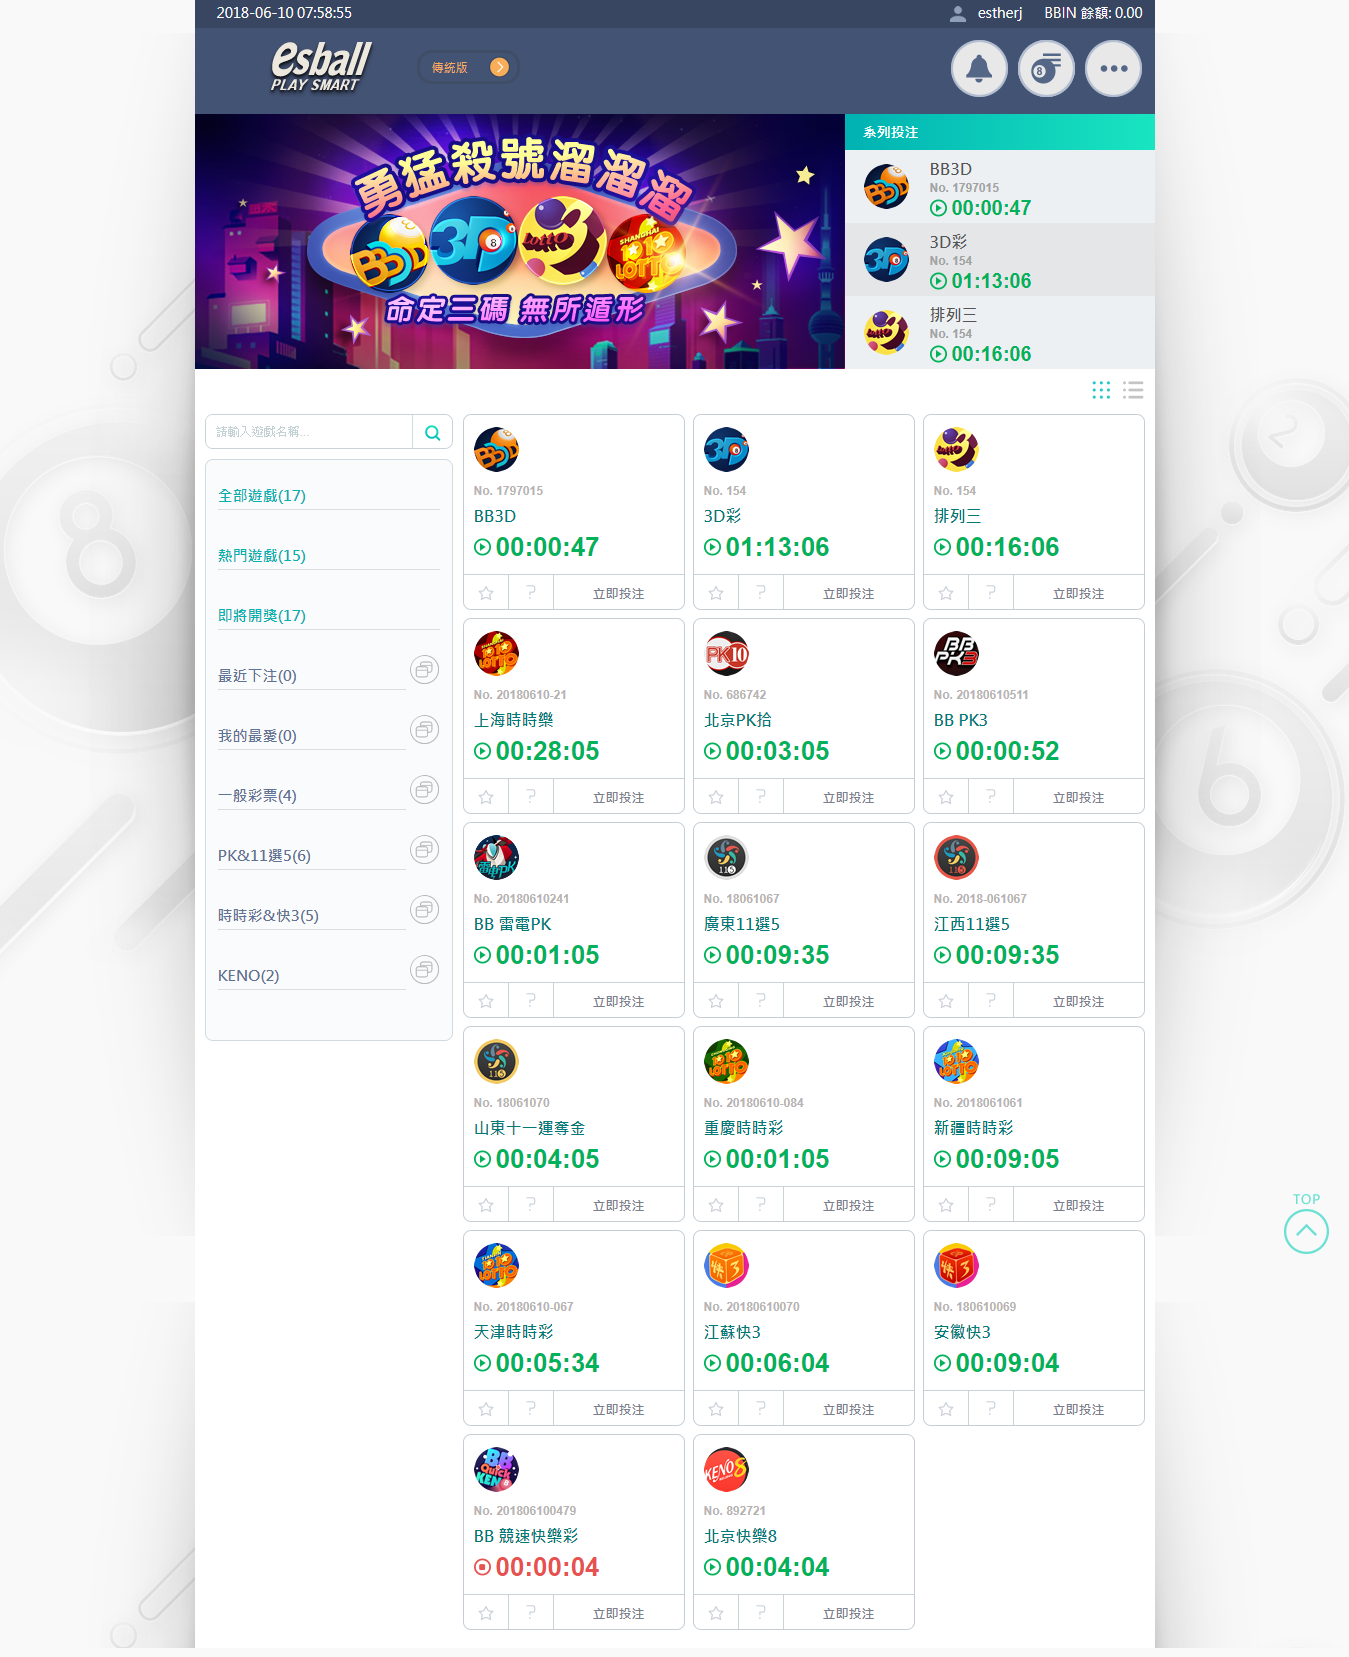 2018-06-10 07:58:55
estherj
BBIN 餘額: 0.00
esball
PLAY SMART
傳統版
勇猛殺號溜溜溜
BB3D
3D
8
LOTTO
SHANGHAI
1010
LOTTO
命定三碼 無所遁形
系列投注
BB3D
No. 1797015
00:00:47
3D彩
No. 154
01:13:06
排列三
No. 154
00:16:06
請輸入遊戲名稱...
全部遊戲(17)
熱門遊戲(15)
即將開獎(17)
最近下注(0)
我的最愛(0)
一般彩票(4)
PK&11選5(6)
時時彩&快3(5)
KENO(2)
No. 1797015
BB3D
00:00:47
立即投注
No. 154
3D彩
01:13:06
立即投注
No. 154
排列三
00:16:06
立即投注
No. 20180610-21
上海時時樂
00:28:05
立即投注
No. 686742
北京PK拾
00:03:05
立即投注
No. 20180610511
BB PK3
00:00:52
立即投注
No. 20180610241
BB 雷電PK
00:01:05
立即投注
No. 18061067
廣東11選5
00:09:35
立即投注
No. 2018-061067
江西11選5
00:09:35
立即投注
No. 18061070
山東十一運奪金
00:04:05
立即投注
No. 20180610-084
重慶時時彩
00:01:05
立即投注
No. 2018061061
新疆時時彩
00:09:05
立即投注
No. 20180610-067
天津時時彩
00:05:34
立即投注
No. 20180610070
江蘇快3
00:06:04
立即投注
No. 180610069
安徽快3
00:09:04
立即投注
No. 201806100479
BB 競速快樂彩
00:00:04
立即投注
No. 892721
北京快樂8
00:04:04
立即投注
TOP